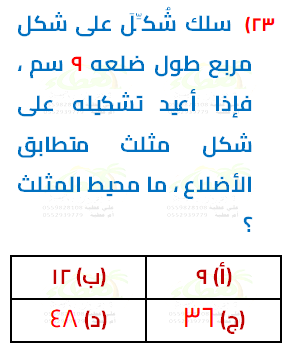 ٢٣) سلك شُكِّل على شكل
مربع طول ضلعه ٩ سم ،
فإذا أعيد تشكيله على
شكل مثلث متطابق
الأضلاع ، ما محيط المثلث
؟
(أ) ٩ (ب) ١٢
(ج) ٣٦ (د) ٤٨